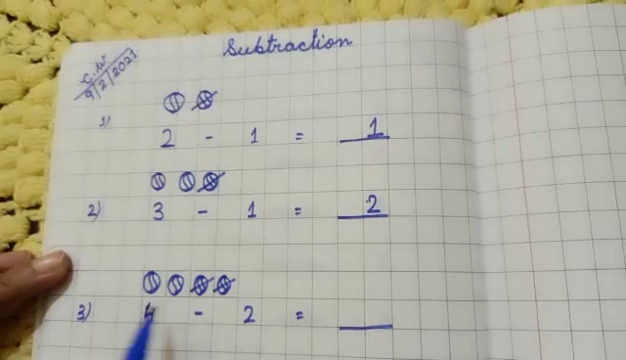 Subtraction
C.W
9/2/2021
1) 2 - 1 = 1
2) 3 - 1 = 2
3) 4 - 2 =